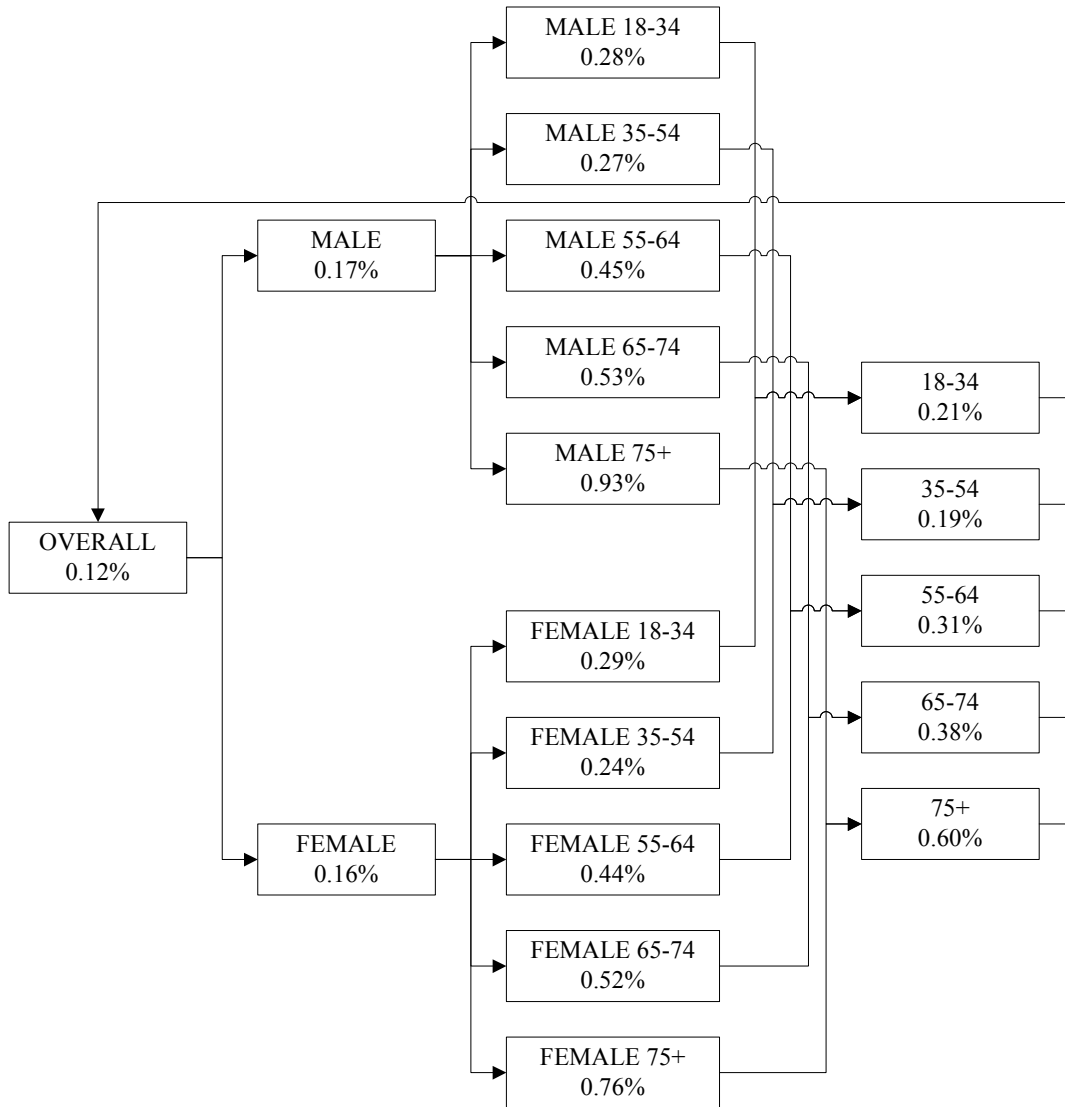 MALE 18-34
0.28%
MALE 35-54
0.27%
MALE
0.17%
MALE 55-64
0.45%
MALE 65-74
0.53%
18-34
0.21%
MALE 75+
0.93%
35-54
0.19%
OVERALL
0.12%
55-64
0.31%
FEMALE 18-34
0.29%
65-74
0.38%
FEMALE 35-54
0.24%
75+
0.60%
FEMALE
0.16%
FEMALE 55-64
0.44%
FEMALE 65-74
0.52%
FEMALE 75+
0.76%